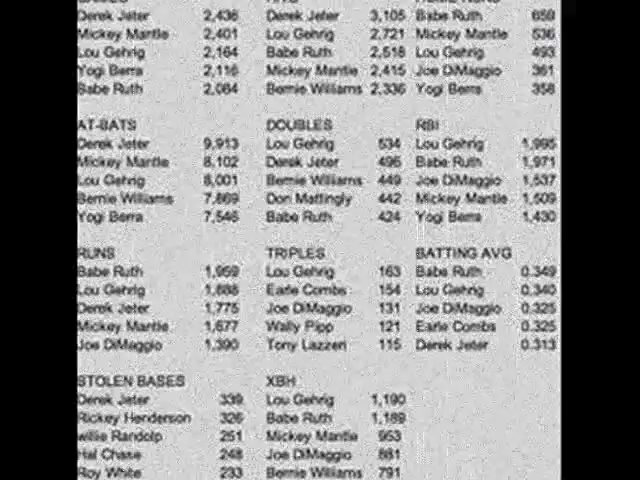 GAMES HITS HOME RUNS
Derek Jeter 2,436 Derek Jeter 3,105 Babe Ruth 659
Mickey Mantle 2,401 Lou Gehrig 2,721 Mickey Mantle 536
Lou Gehrig 2,164 Babe Ruth 2,518 Lou Gehrig 493
Yogi Berra 2,116 Mickey Mantle 2,415 Joe DiMaggio 361
Babe Ruth 2,084 Bernie Williams 2,336 Yogi Berra 358
AT-BATS DOUBLES RBI
Derek Jeter 9,913 Lou Gehrig 534 Lou Gehrig 1,995
Mickey Mantle 8,102 Derek Jeter 496 Babe Ruth 1,971
Lou Gehrig 8,001 Bernie Williams 449 Joe DiMaggio 1,537
Bernie Williams 7,869 Don Mattingly 442 Mickey Mantle 1,509
Yogi Berra 7,546 Babe Ruth 424 Yogi Berra 1,430
RUNS TRIPLES BATTING AVG
Babe Ruth 1,959 Lou Gehrig 163 Babe Ruth 0.349
Lou Gehrig 1,888 Earle Combs 154 Lou Gehrig 0.340
Derek Jeter 1,775 Joe DiMaggio 131 Joe DiMaggio 0.325
Mickey Mantle 1,677 Wally Pipp 121 Earle Combs 0.325
Joe DiMaggio 1,390 Tony Lazzeri 115 Derek Jeter 0.313
STOLEN BASES XBH
Derek Jeter 339 Lou Gehrig 1,190
Rickey Henderson 326 Babe Ruth 1,189
willie Randolp 251 Mickey Mantle 953
Hal Chase 248 Joe DiMaggio 881
Roy White 233 Bernie Williams 791